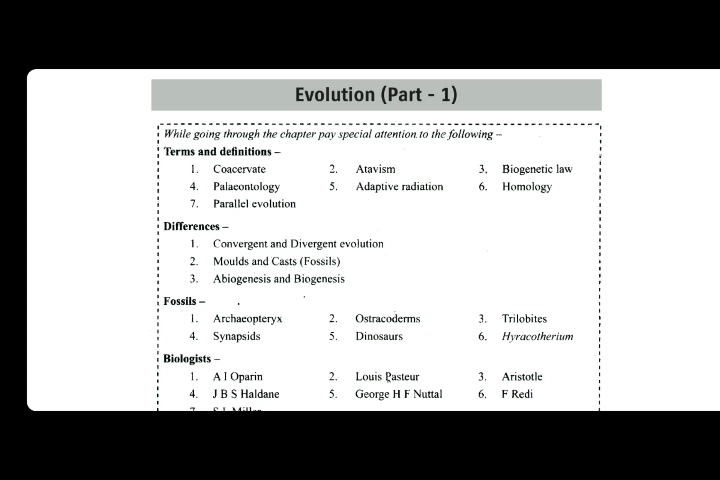 Evolution (Part - 1)
While going through the chapter pay special attention to the following –
Terms and definitions –
1. Coacervate 2. Atavism 3. Biogenetic law
4. Palaeontology 5. Adaptive radiation 6. Homology
7. Parallel evolution
Differences –
1. Convergent and Divergent evolution
2. Moulds and Casts (Fossils)
3. Abiogenesis and Biogenesis
Fossils –
1. Archaeopteryx 2. Ostracoderms 3. Trilobites
4. Synapsids 5. Dinosaurs 6. Hyracotherium
Biologists –
1. A I Oparin 2. Louis Pasteur 3. Aristotle
4. J B S Haldane 5. George H F Nuttal 6. F Redi